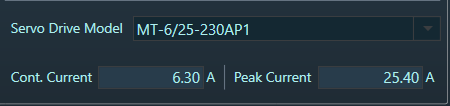 Servo Drive Model MT-6/25-230AP1
Cont. Current 6.30 A Peak Current 25.40 A